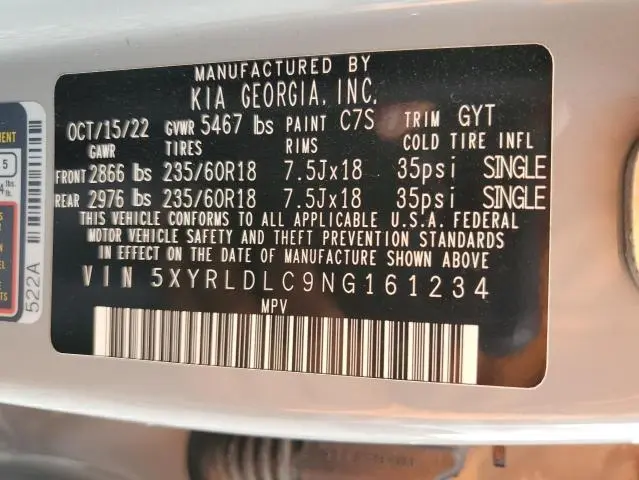 MANUFACTURED BY
KIA GEORGIA, INC.
OCT/15/22 GVWR 5467 lbs PAINT C7S TRIM GYT
GAWR TIRES RIMS COLD TIRE INFL
FRONT 2866 lbs 235/60R18 7.5Jx18 35psi SINGLE
REAR 2976 lbs 235/60R18 7.5Jx18 35psi SINGLE
THIS VEHICLE CONFORMS TO ALL APPLICABLE U.S.A. FEDERAL
MOTOR VEHICLE SAFETY AND THEFT PREVENTION STANDARDS
IN EFFECT ON THE DATE OF MANUFACTURE SHOWN ABOVE
VIN 5XYRLDLC9NG161234
MPV
5
lbs.
lb.
522A